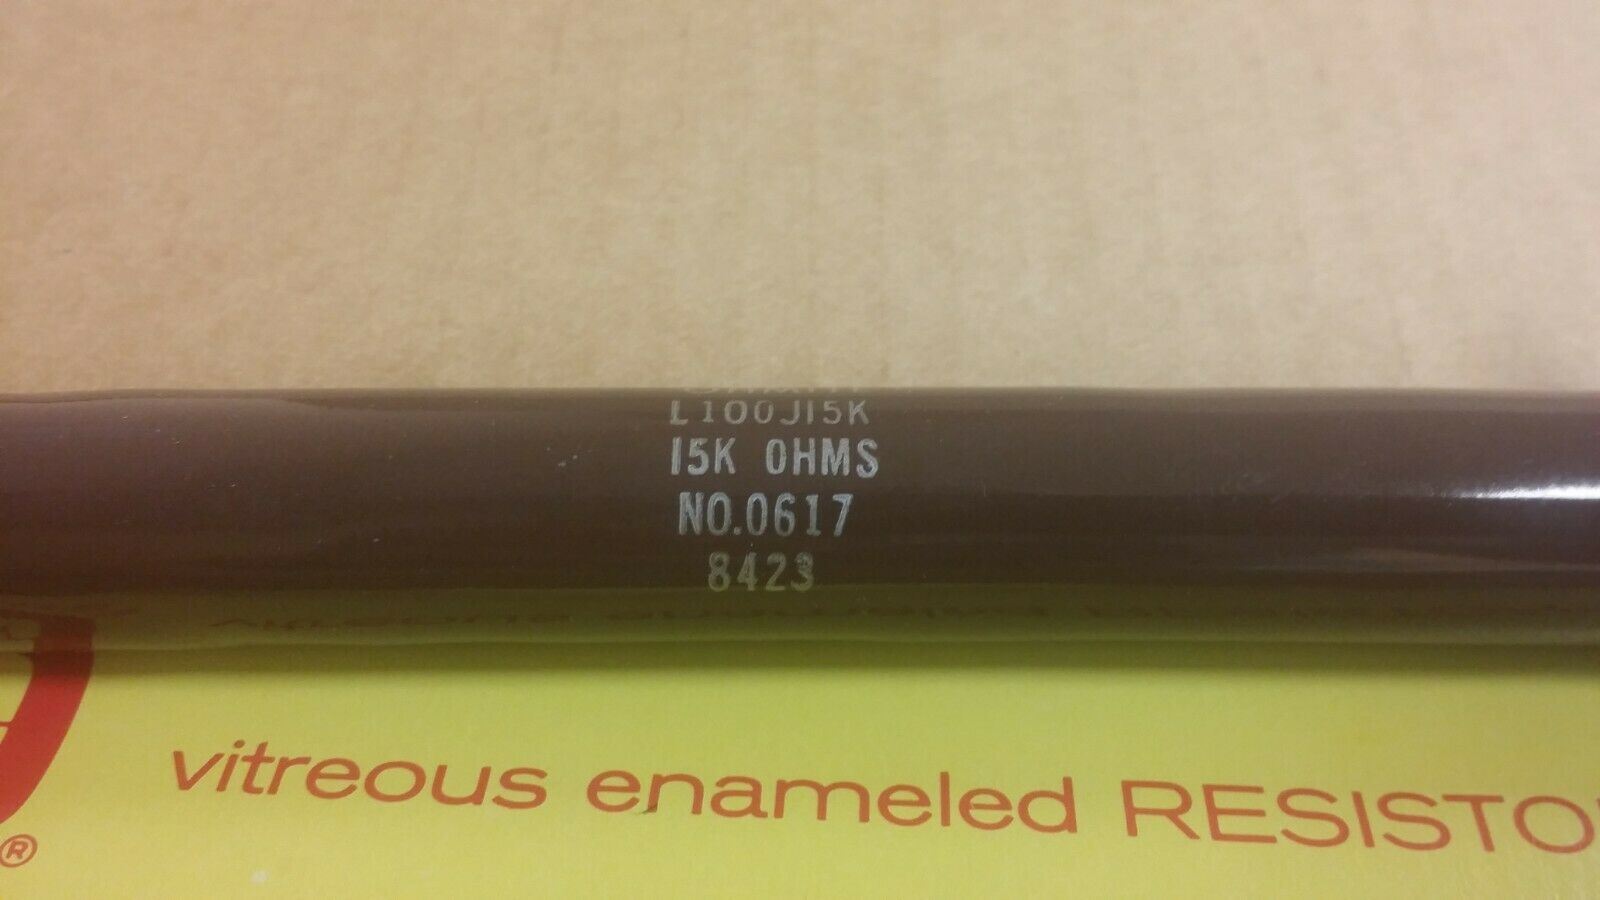 L100J15K
15K OHMS
NO.0617
8423
vitreous enameled RESISTO
®